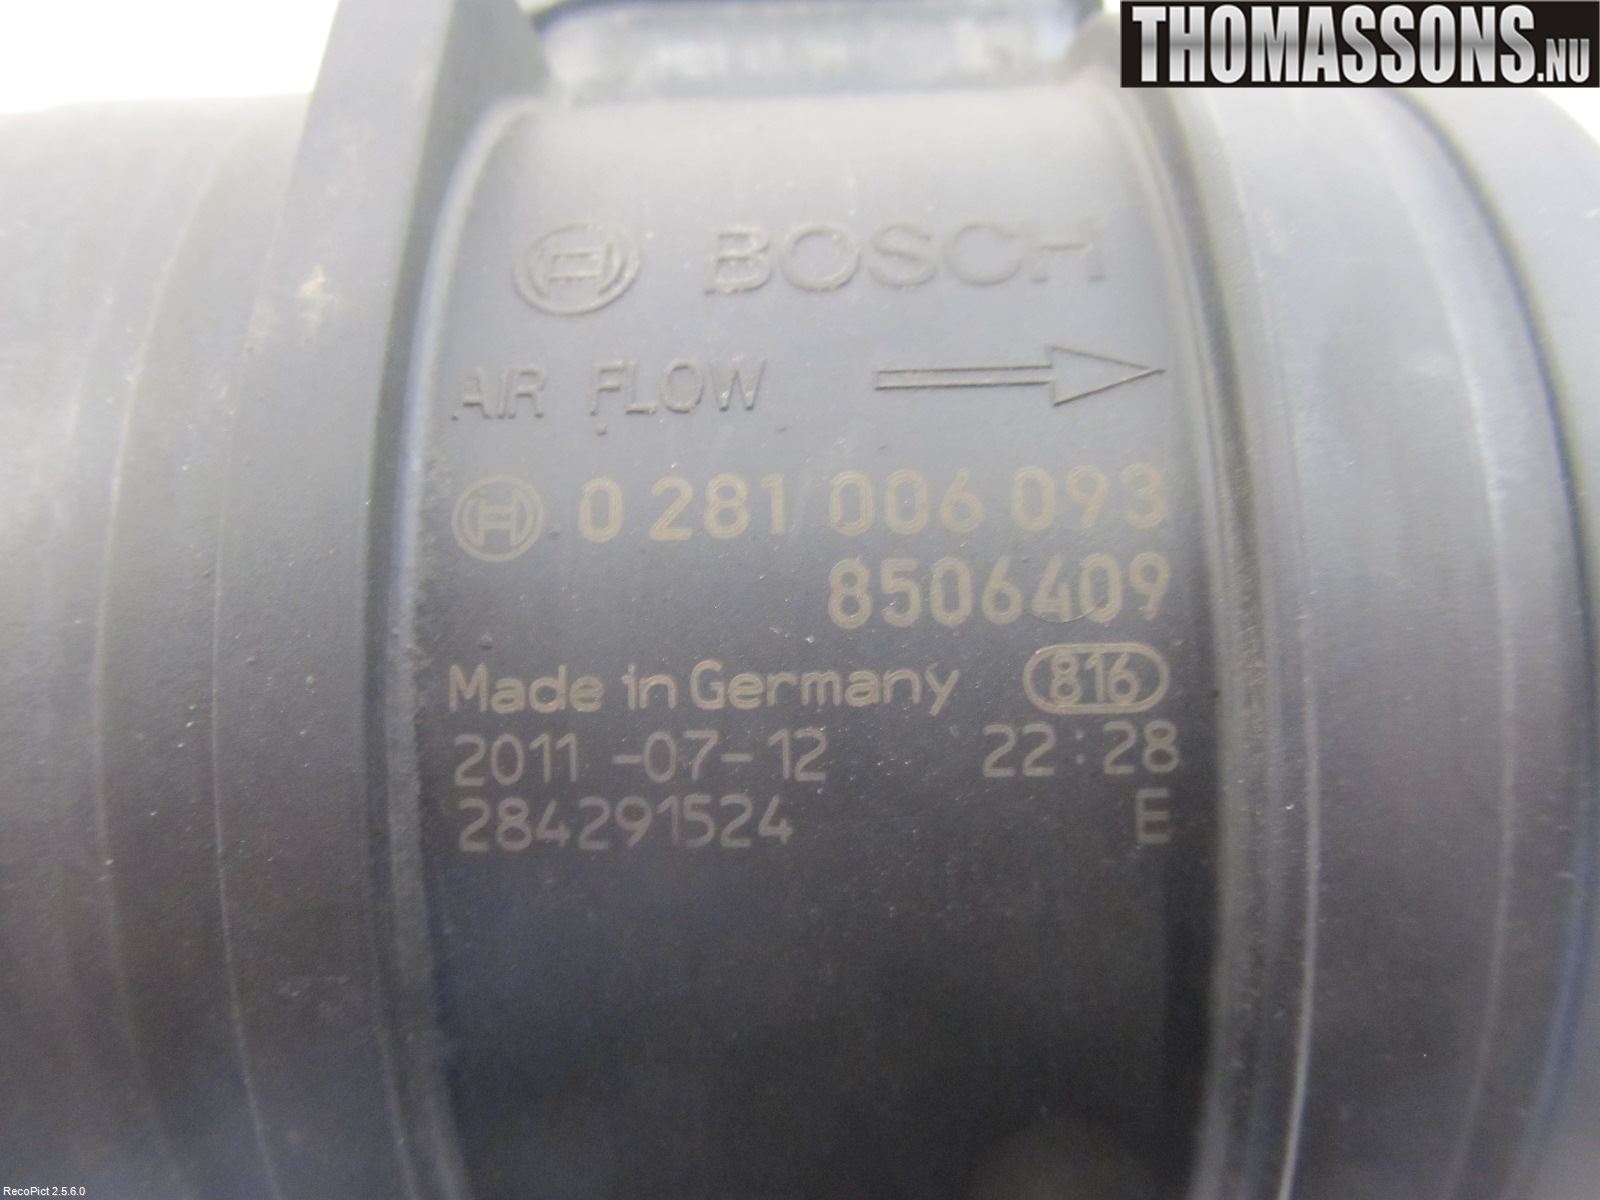 THOMASSONS.NU
BOSCH
AIR FLOW
0 281 006 093
8506409
Made in Germany 816
2011-07-12 22:28
284291524 E
RecoPict 2.5.6.0